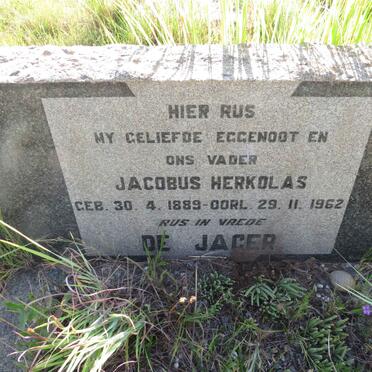 HIER RUS
MY GELIEFDE EGGENOOT EN
ONS VADER
JACOBUS HERKOLAS
GEB. 30. 4. 1889-OORL. 29. 11. 1962
RUS IN VREDE
DE JAGER